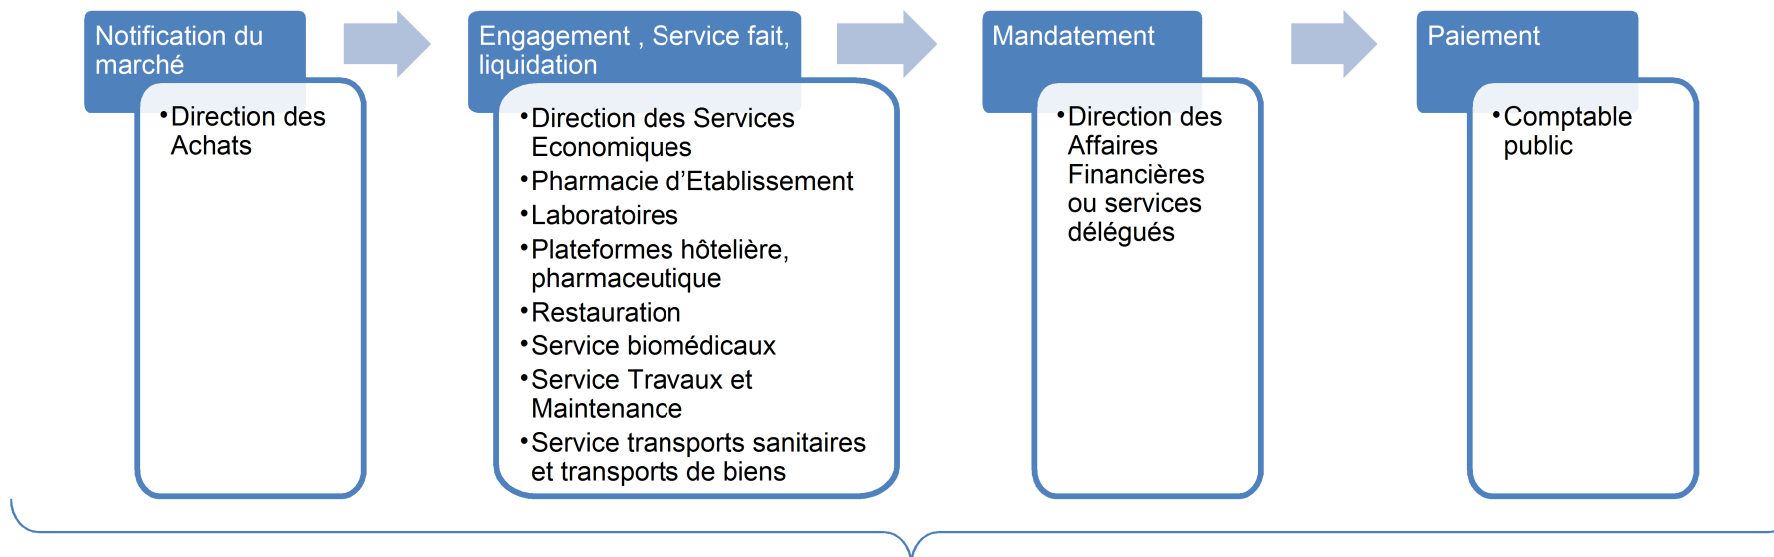 Notification du
marché
•Direction des
Achats
Engagement , Service fait,
liquidation
•Direction des Services
Economiques
•Pharmacie d’Etablissement
•Laboratoires
•Plateformes hôtelière,
pharmaceutique
•Restauration
•Service biomédicaux
•Service Travaux et
Maintenance
•Service transports sanitaires
et transports de biens
Mandatement
•Direction des
Affaires
Financières
ou services
délégués
Paiement
•Comptable
public